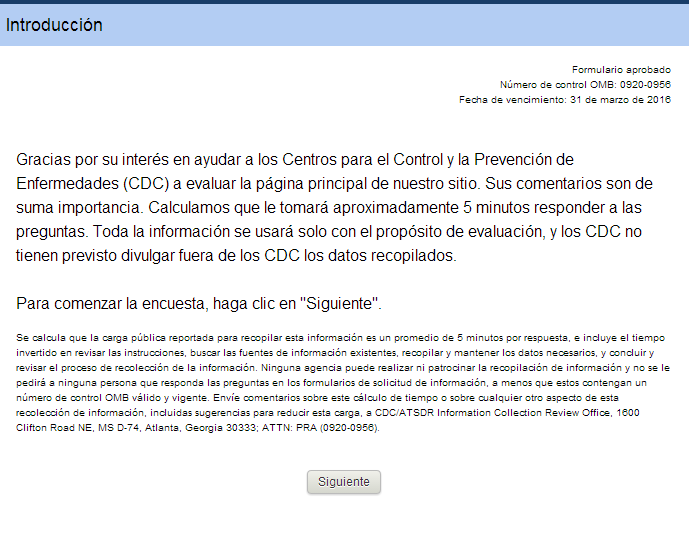 Introducción
Formulario aprobado
Número de control OMB: 0920-0956
Fecha de vencimiento: 31 de marzo de 2016
Gracias por su interés en ayudar a los Centros para el Control y la Prevención de
Enfermedades (CDC) a evaluar la página principal de nuestro sitio. Sus comentarios son de
suma importancia. Calculamos que le tomará aproximadamente 5 minutos responder a las
preguntas. Toda la información se usará solo con el propósito de evaluación, y los CDC no
tienen previsto divulgar fuera de los CDC los datos recopilados.
Para comenzar la encuesta, haga clic en "Siguiente".
Se calcula que la carga pública reportada para recopilar esta información es un promedio de 5 minutos por respuesta, e incluye el tiempo
invertido en revisar las instrucciones, buscar las fuentes de información existentes, recopilar y mantener los datos necesarios, y concluir y
revisar el proceso de recolección de la información. Ninguna agencia puede realizar ni patrocinar la recopilación de información y no se le
pedirá a ninguna persona que responda las preguntas en los formularios de solicitud de información, a menos que estos contengan un
número de control OMB válido y vigente. Envíe comentarios sobre este cálculo de tiempo o sobre cualquier otro aspecto de esta
recolección de información, incluidas sugerencias para reducir esta carga, a CDC/ATSDR Information Collection Review Office, 1600
Clifton Road NE, MS D-74, Atlanta, Georgia 30333; ATTN: PRA (0920-0956).
Siguiente